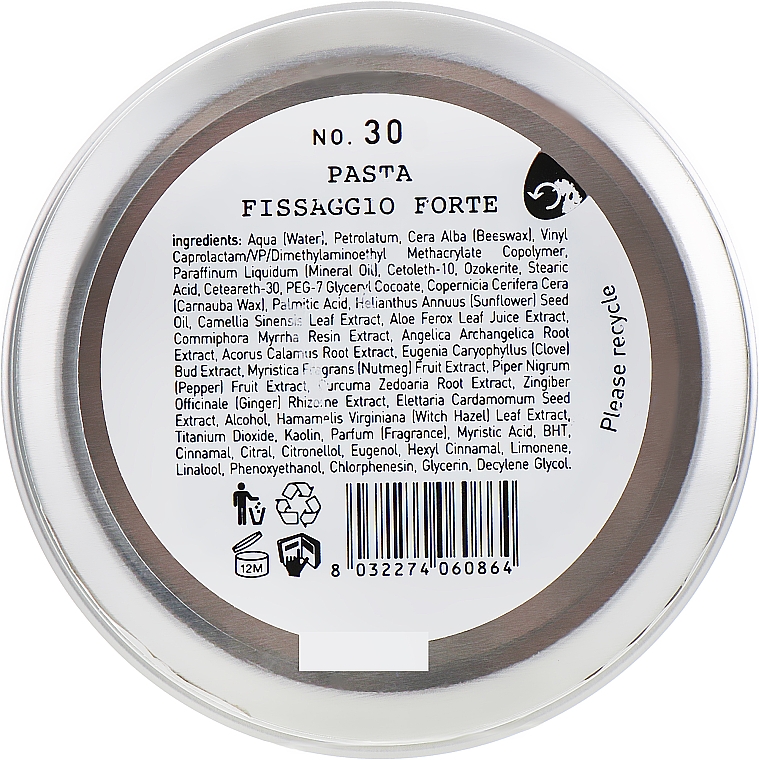 No. 30
PASTA
FISSAGGIO FORTE
ingredients: Aqua (Water), Petrolatum, Cera Alba (Beeswax), Vinyl
Caprolactam/VP/Dimethylaminoethyl Methacrylate Copolymer,
Paraffinum Liquidum (Mineral Oil), Cetoleth-10, Ozokerite, Stearic
Acid, Ceteareth-30, PEG-7 Glyceryl Cocoate, Copernicia Cerifera Cera
(Carnauba Wax), Palmitic Acid, Helianthus Annuus (Sunflower) Seed
Oil, Camellia Sinensis Leaf Extract, Aloe Ferox Leaf Juice Extract,
Commiphora Myrrha Resin Extract, Angelica Archangelica Root
Extract, Acorus Calamus Root Extract, Eugenia Caryophyllus (Clove)
Bud Extract, Myristica Fragrans (Nutmeg) Fruit Extract, Piper Nigrum
(Pepper) Fruit Extract, Curcuma Zedoaria Root Extract, Zingiber
Officinale (Ginger) Rhizome Extract, Elettaria Cardamomum Seed
Extract, Alcohol, Hamamelis Virginiana (Witch Hazel) Leaf Extract,
Titanium Dioxide, Kaolin, Parfum (Fragrance), Myristic Acid, BHT,
Cinnamal, Citral, Citronellol, Eugenol, Hexyl Cinnamal, Limonene,
Linalool, Phenoxyethanol, Chlorphenesin, Glycerin, Decylene Glycol.
Please recycle
12M
8 032274 060864